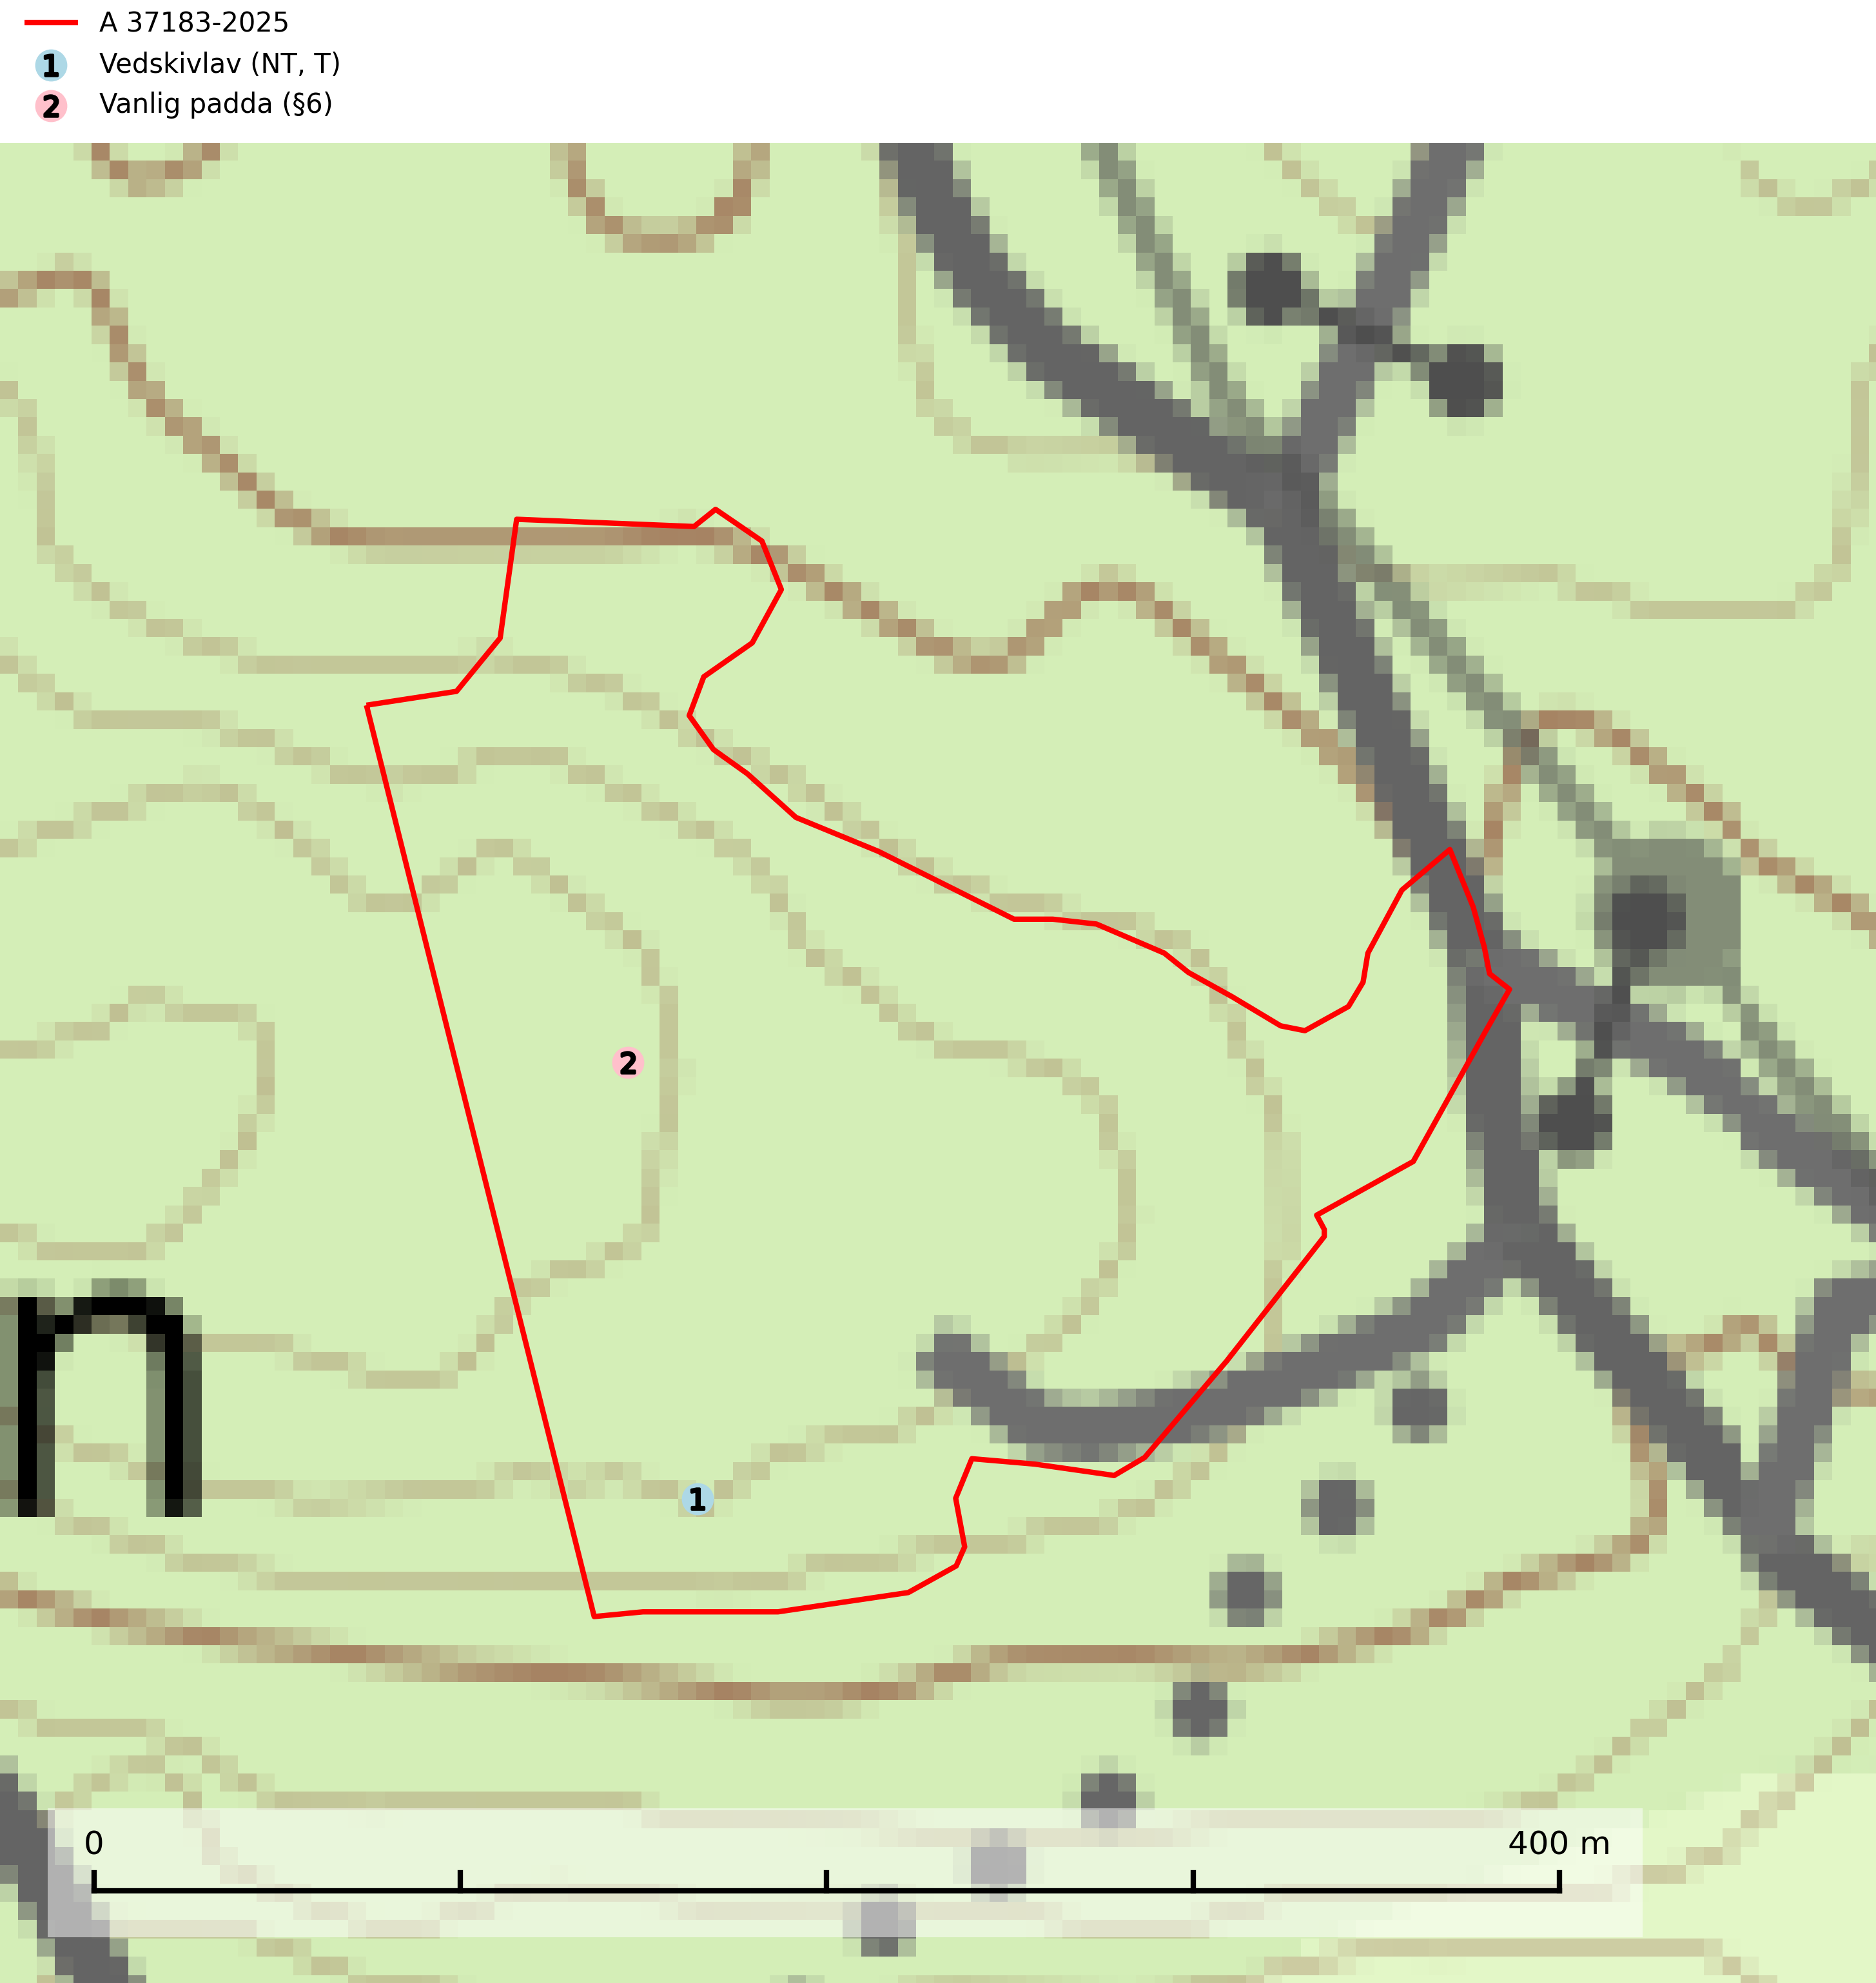 A 37183-2025
1 Vedskivlav (NT, T)
2 Vanlig padda (§6)
2
1
0 400 m